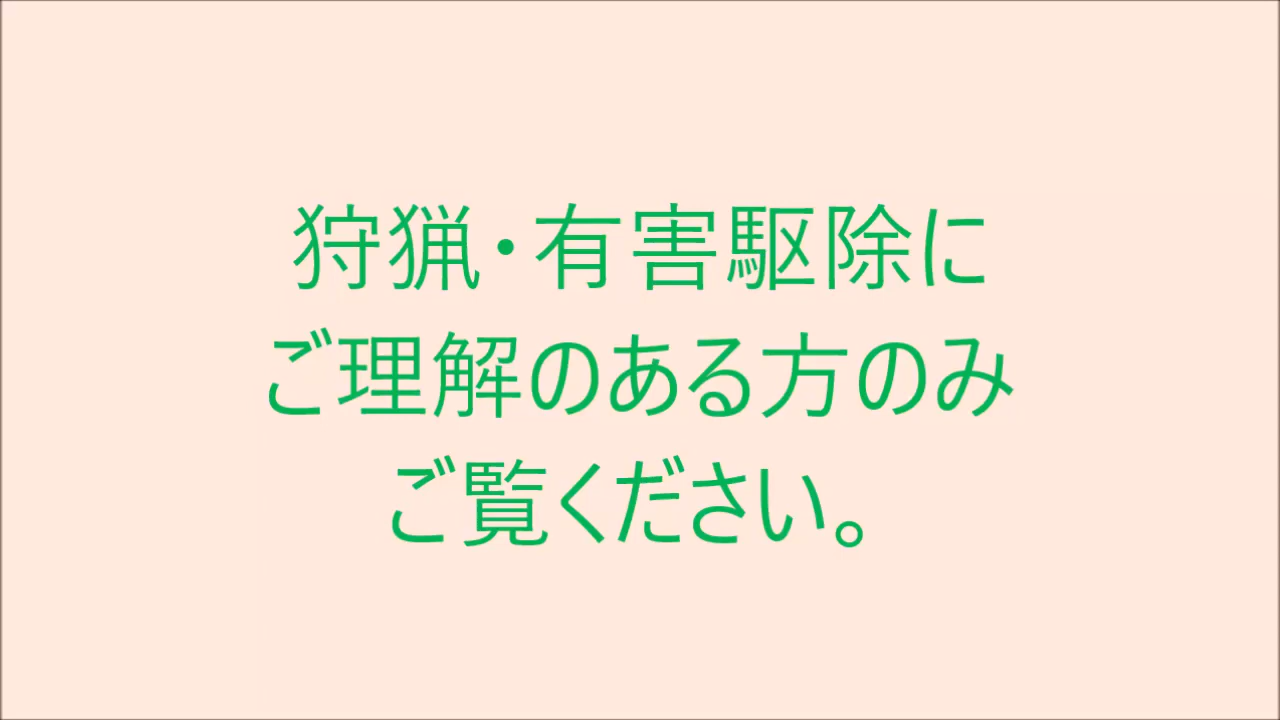 狩猟・有害駆除に
ご理解のある方のみ
ご覧ください。